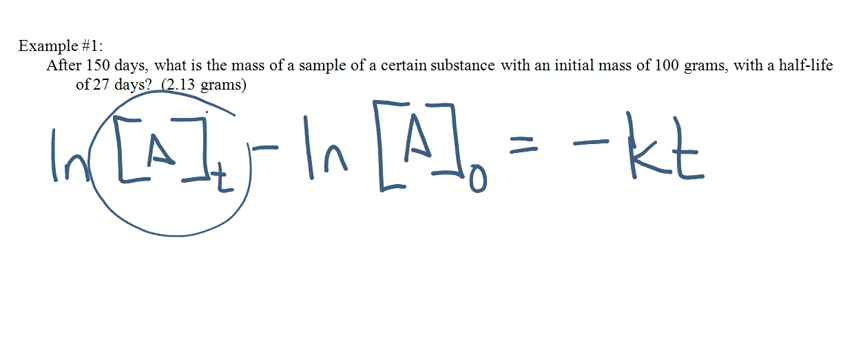 Example #1:
After 150 days, what is the mass of a sample of a certain substance with an initial mass of 100 grams, with a half-life
of 27 days? (2.13 grams)
ln [A]t - ln [A]0 = - kt